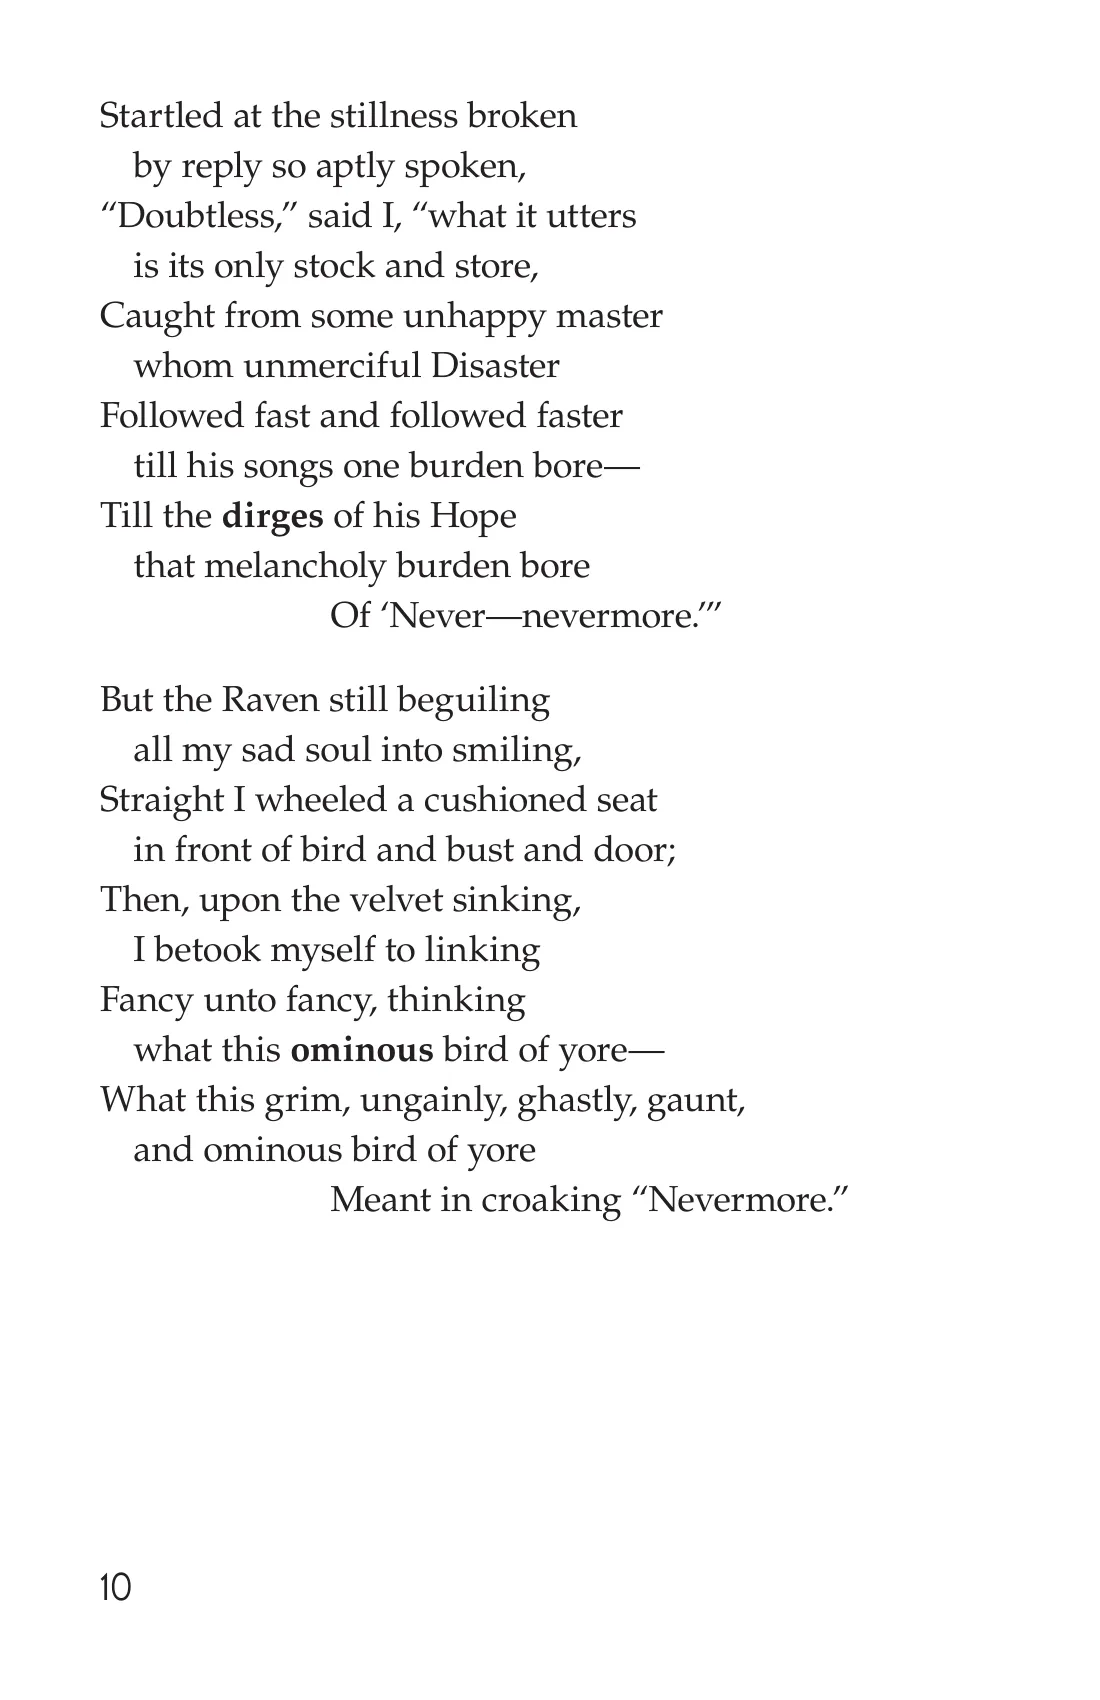 Startled at the stillness broken
by reply so aptly spoken,
“Doubtless,” said I, “what it utters
is its only stock and store,
Caught from some unhappy master
whom unmerciful Disaster
Followed fast and followed faster
till his songs one burden bore—
Till the dirges of his Hope
that melancholy burden bore
Of ‘Never—nevermore.’”
But the Raven still beguiling
all my sad soul into smiling,
Straight I wheeled a cushioned seat
in front of bird and bust and door;
Then, upon the velvet sinking,
I betook myself to linking
Fancy unto fancy, thinking
what this ominous bird of yore—
What this grim, ungainly, ghastly, gaunt,
and ominous bird of yore
Meant in croaking “Nevermore.”
10